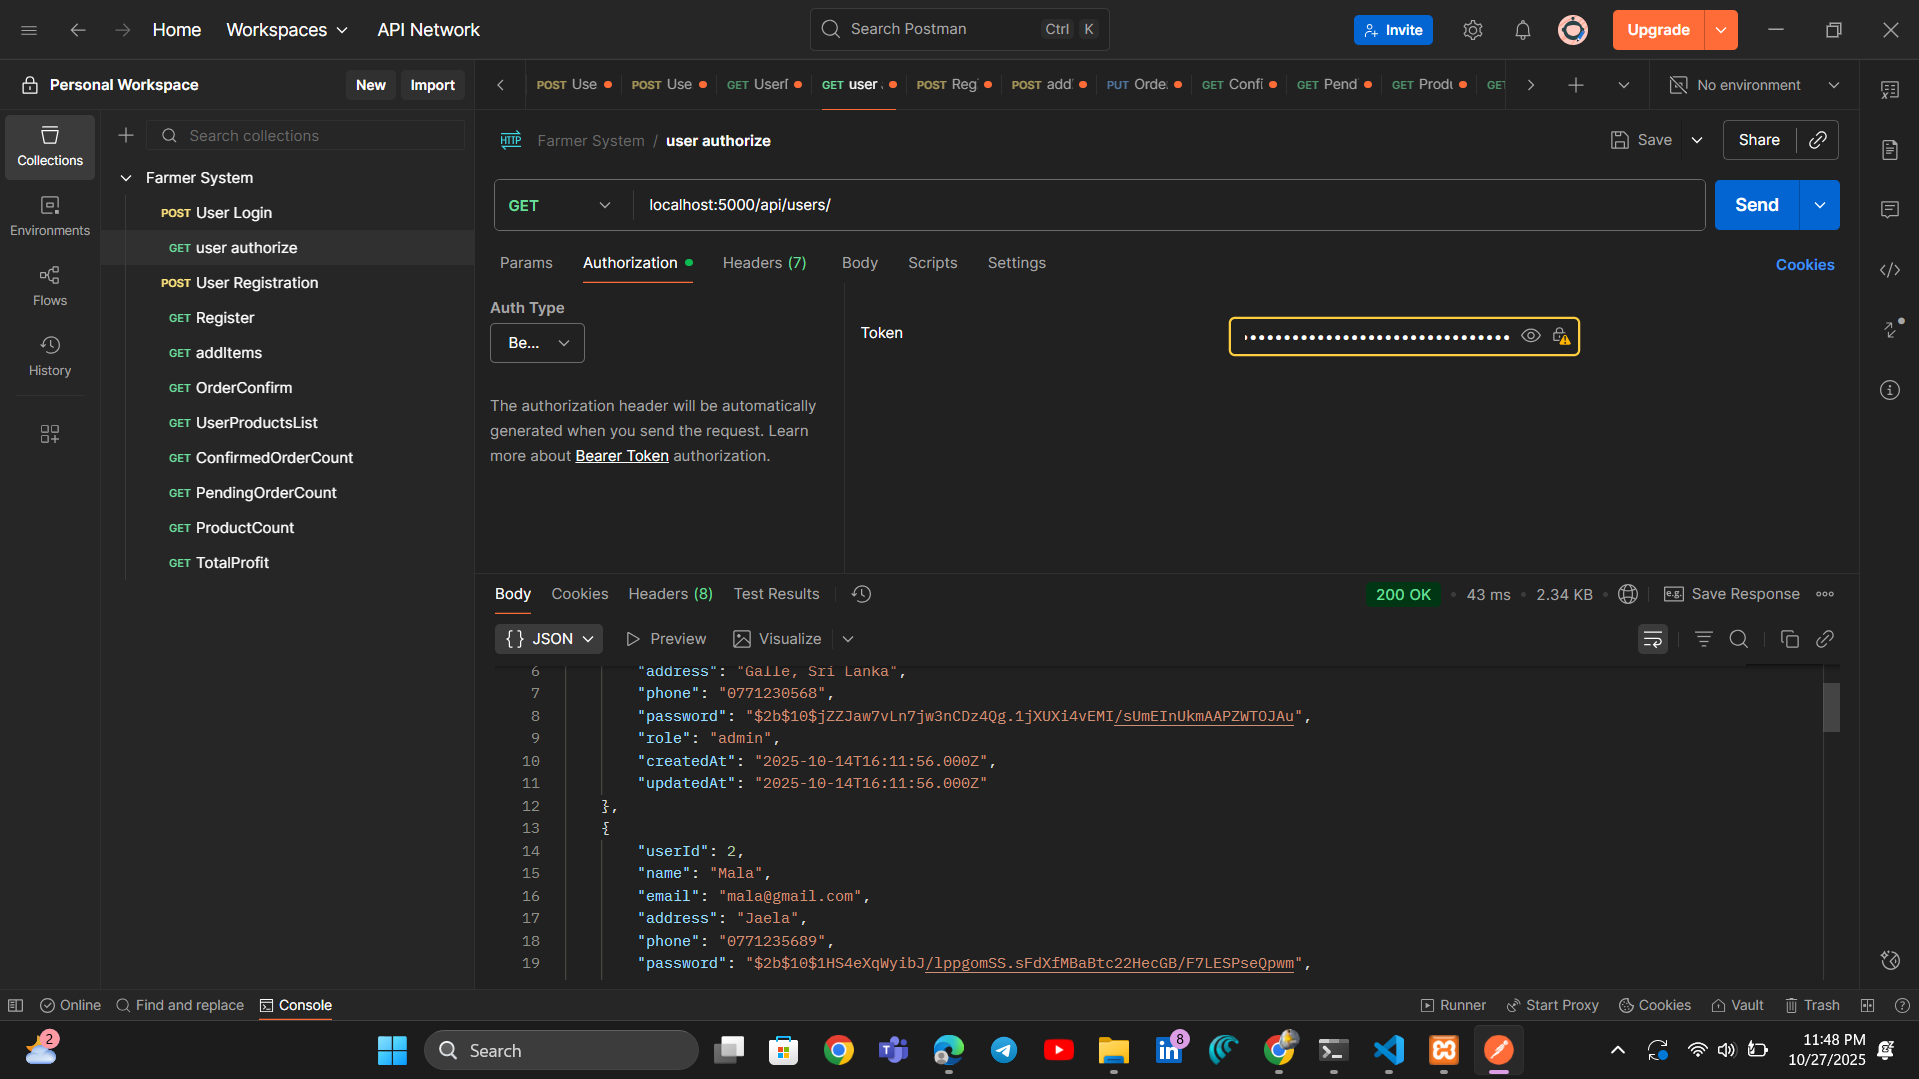 Home Workspaces API Network Search Postman Ctrl K Invite Upgrade
Personal Workspace New Import
POST Use POST Use GET UserI GET user POST Reg POST add PUT Orde GET Confi GET Pend GET Produ GET No environment
Collections
Environments
Flows
History
Search collections
Farmer System
POST User Login
GET user authorize
POST User Registration
GET Register
GET addItems
GET OrderConfirm
GET UserProductsList
GET ConfirmedOrderCount
GET PendingOrderCount
GET ProductCount
GET TotalProfit
HTTP Farmer System / user authorize Save Share
GET localhost:5000/api/users/ Send
Params Authorization Headers (7) Body Scripts Settings Cookies
Auth Type
Be...
The authorization header will be automatically
generated when you send the request. Learn
more about Bearer Token authorization.
Token
Body Cookies Headers (8) Test Results 200 OK 43 ms 2.34 KB e.g. Save Response
{} JSON Preview Visualize
6 "address": "Galle, Sri Lanka",
7 "phone": "0771230568",
8 "password": "$2b$10$jZZJaw7vLn7jw3nCDz4Qg.1jXUXi4vEMI/sUmEInUkmAAPZWTOJAu",
9 "role": "admin",
10 "createdAt": "2025-10-14T16:11:56.000Z",
11 "updatedAt": "2025-10-14T16:11:56.000Z"
12 },
13 {
14 "userId": 2,
15 "name": "Mala",
16 "email": "mala@gmail.com",
17 "address": "Jaela",
18 "phone": "0771235689",
19 "password": "$2b$10$1HS4eXqWyibJ/lppgomSS.sFdXfMBaBtc22HecGB/F7LESPseQpwm",
Online Find and replace Console Runner Start Proxy Cookies Vault Trash
2 Search 8 11:48 PM
10/27/2025